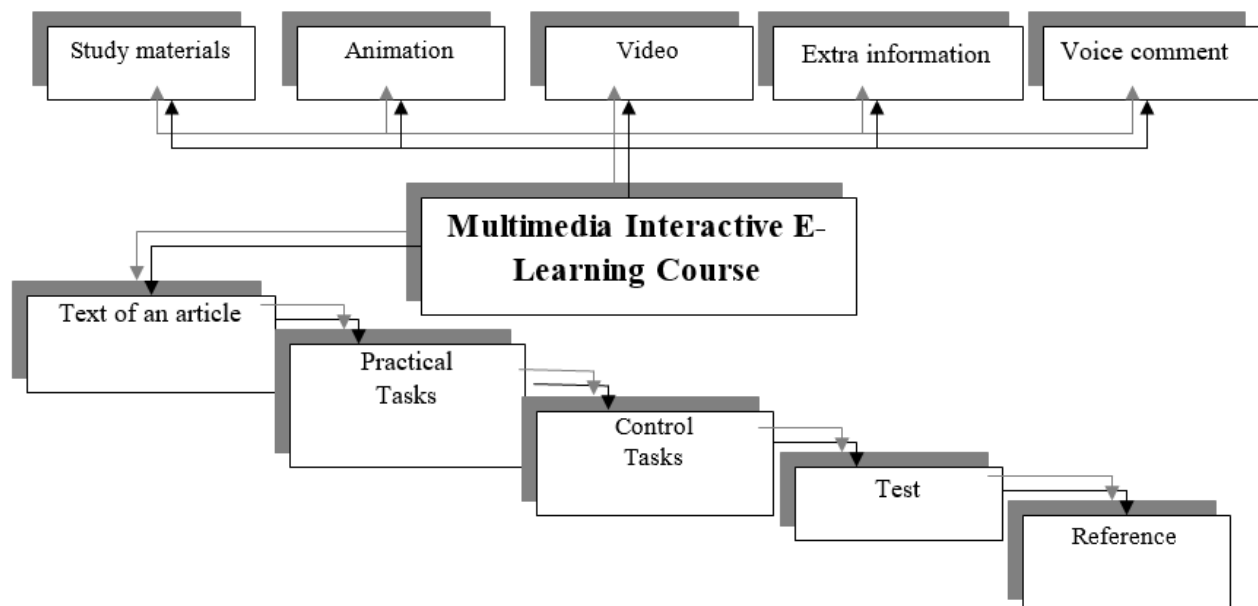 Study materials
Animation
Video
Extra information
Voice comment
Multimedia Interactive E-
Learning Course
Text of an article
Practical
Tasks
Control
Tasks
Test
Reference